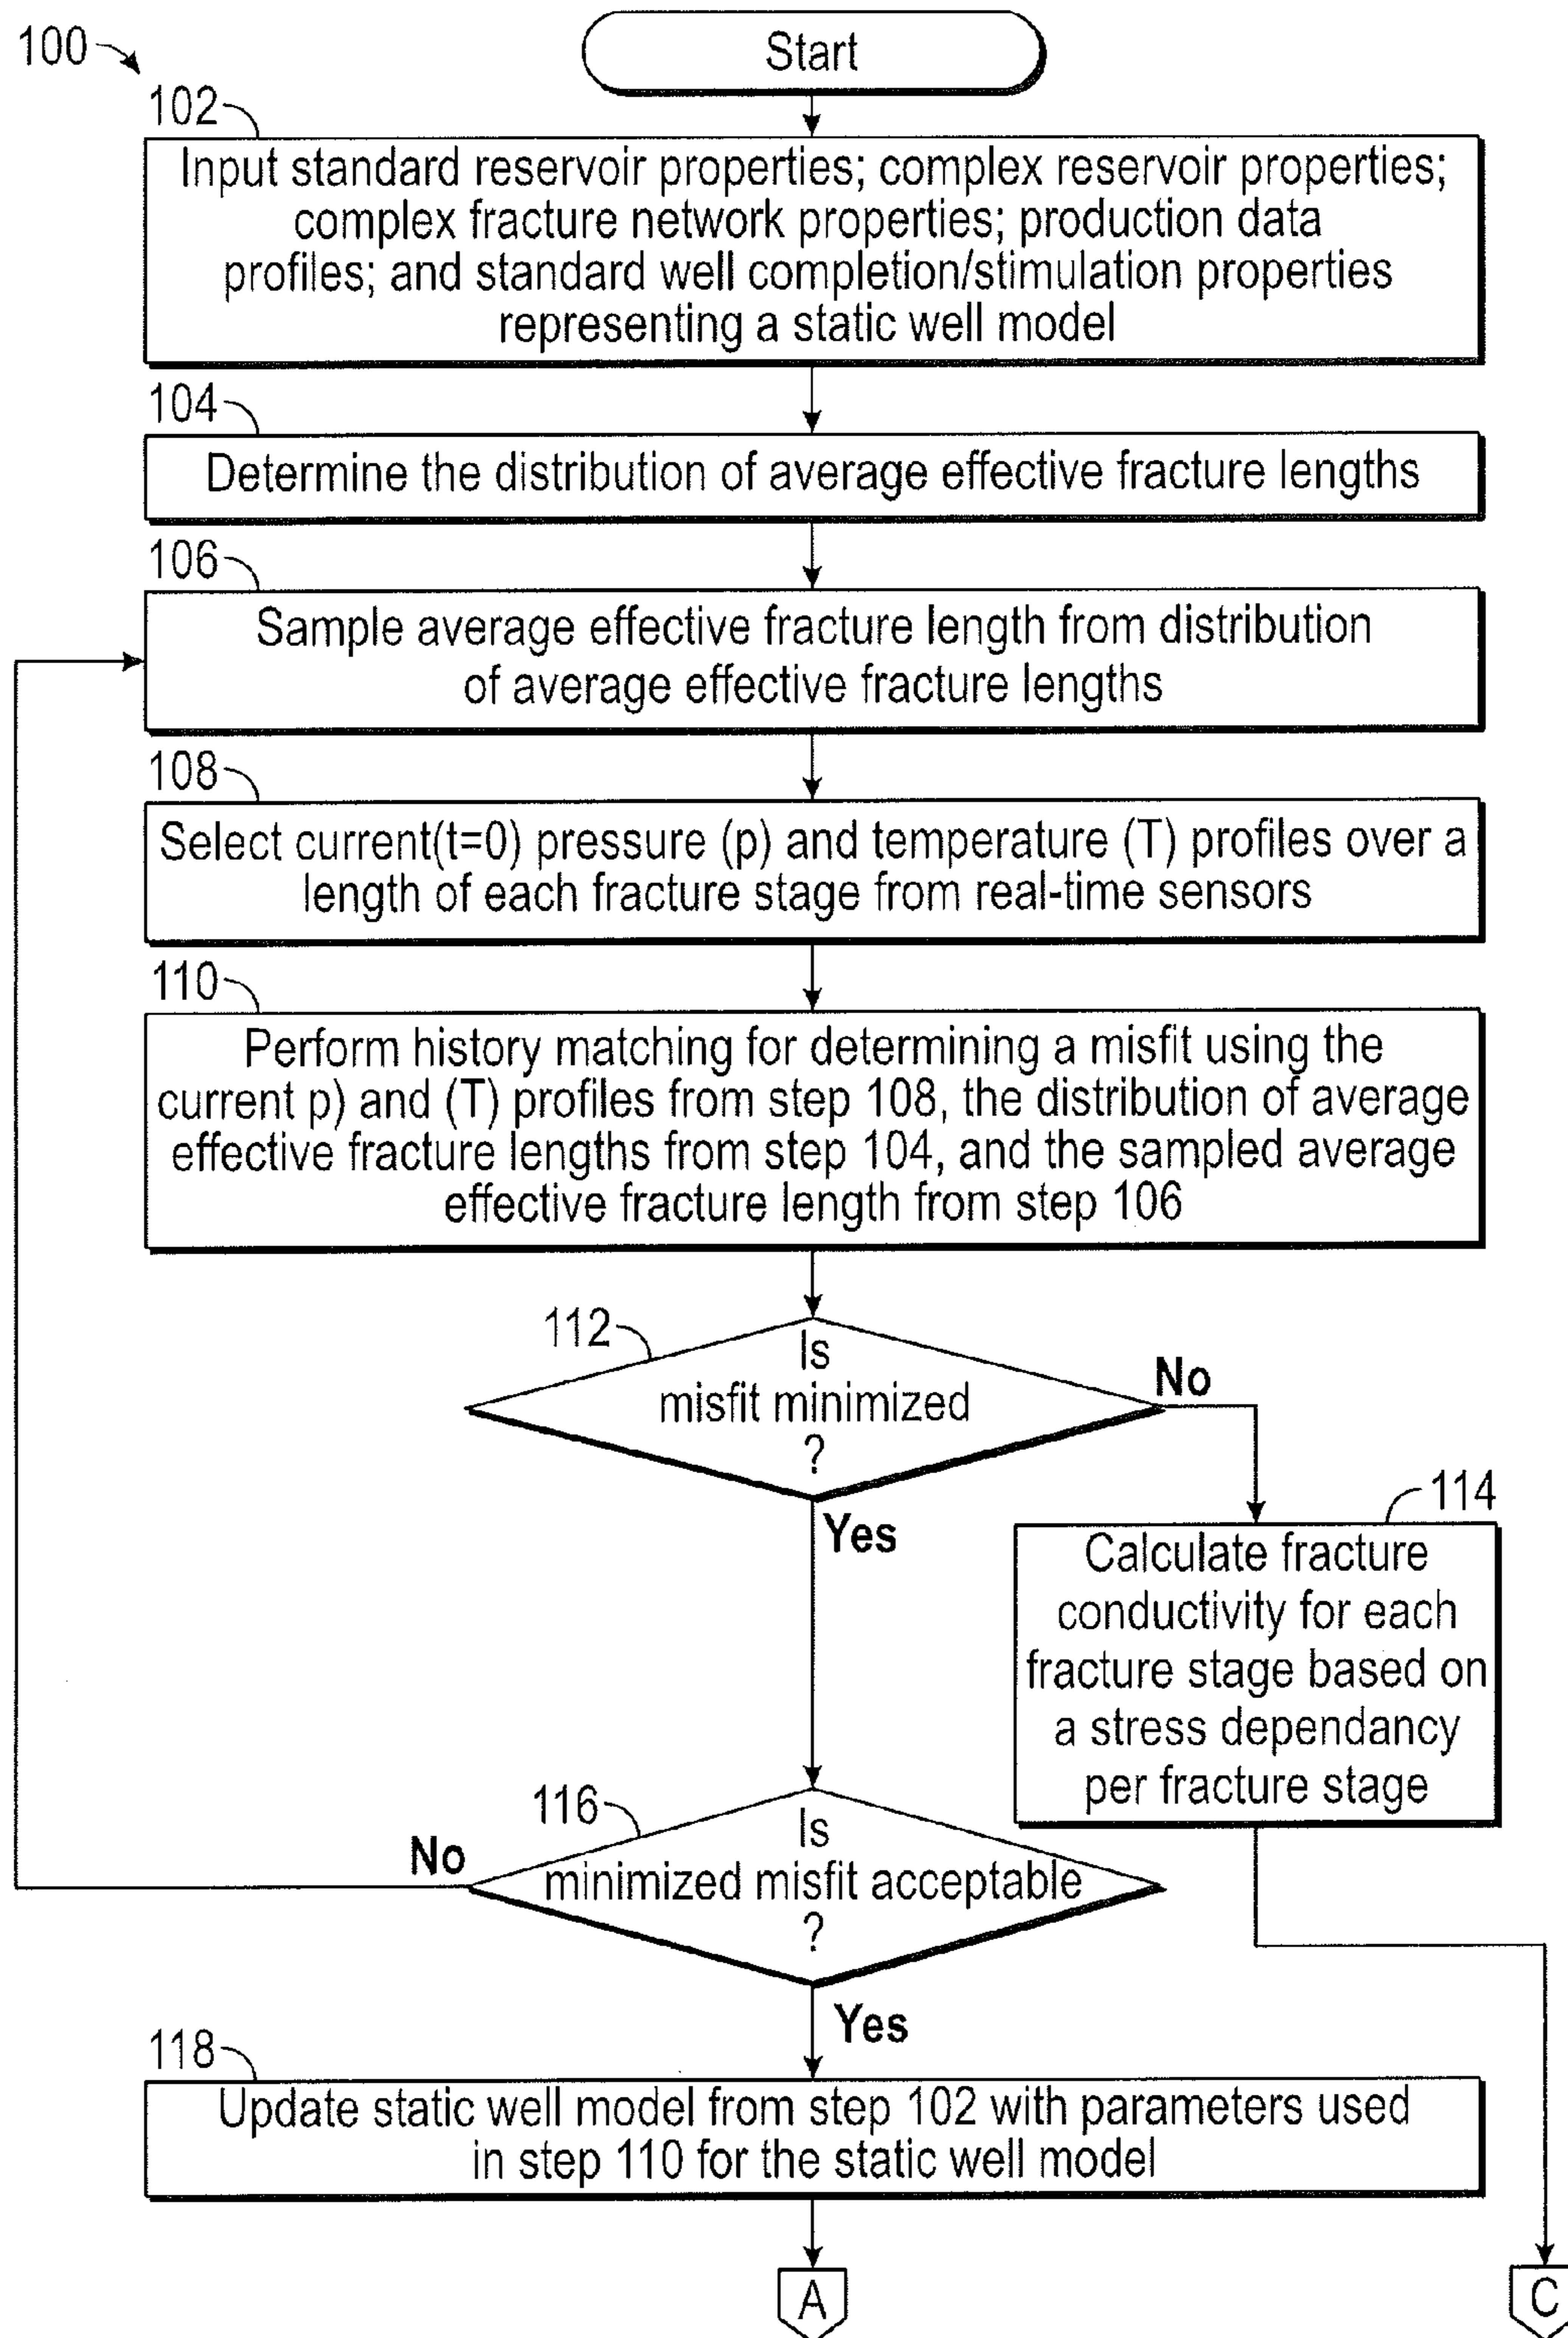 100
Start
102
Input standard reservoir properties; complex reservoir properties;
complex fracture network properties; production data
profiles; and standard well completion/stimulation properties
representing a static well model
104
Determine the distribution of average effective fracture lengths
106
Sample average effective fracture length from distribution
of average effective fracture lengths
108
Select current(t=0) pressure (p) and temperature (T) profiles over a
length of each fracture stage from real-time sensors
110
Perform history matching for determining a misfit using the
current p) and (T) profiles from step 108, the distribution of average
effective fracture lengths from step 104, and the sampled average
effective fracture length from step 106
112
Is
misfit minimized
?
No
Yes
114
Calculate fracture
conductivity for each
fracture stage based on
a stress dependancy
per fracture stage
116
Is
minimized misfit acceptable
?
No
Yes
118
Update static well model from step 102 with parameters used
in step 110 for the static well model
A
C